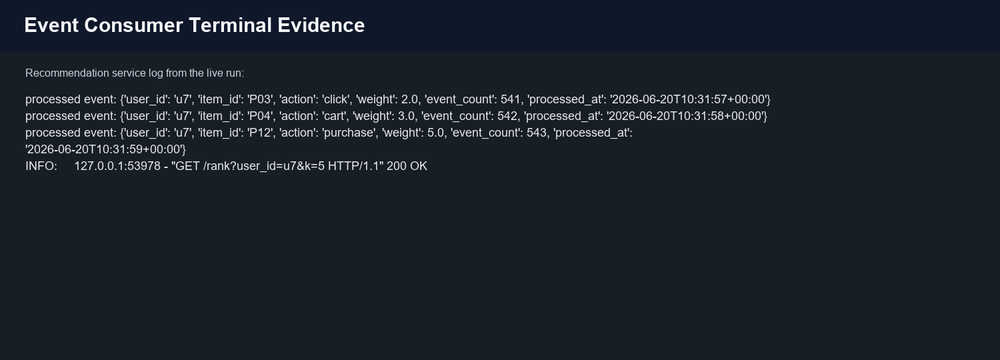 Event Consumer Terminal Evidence
Recommendation service log from the live run:
processed event: {'user_id': 'u7', 'item_id': 'P03', 'action': 'click', 'weight': 2.0, 'event_count': 541, 'processed_at': '2026-06-20T10:31:57+00:00'}
processed event: {'user_id': 'u7', 'item_id': 'P04', 'action': 'cart', 'weight': 3.0, 'event_count': 542, 'processed_at': '2026-06-20T10:31:58+00:00'}
processed event: {'user_id': 'u7', 'item_id': 'P12', 'action': 'purchase', 'weight': 5.0, 'event_count': 543, 'processed_at':
'2026-06-20T10:31:59+00:00'}
INFO:     127.0.0.1:53978 - "GET /rank?user_id=u7&k=5 HTTP/1.1" 200 OK